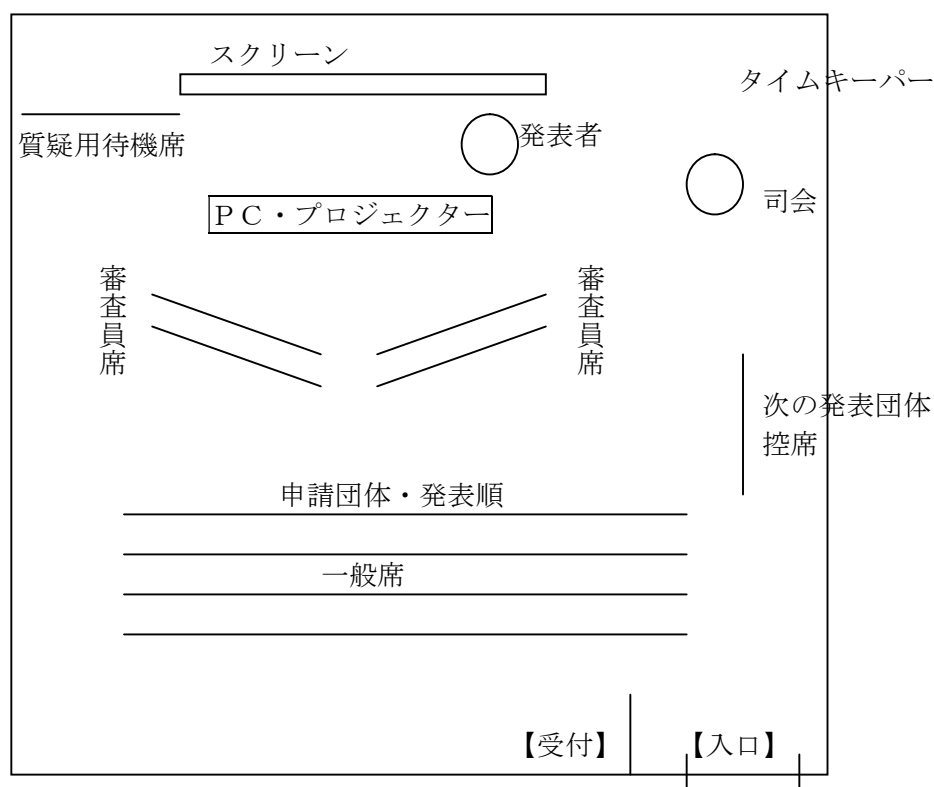 スクリーン
タイムキーパー
質疑用待機席
発表者
司会
ＰＣ・プロジェクター
審査員席
審査員席
次の発表団体
控席
申請団体・発表順
一般席
【受付】
【入口】